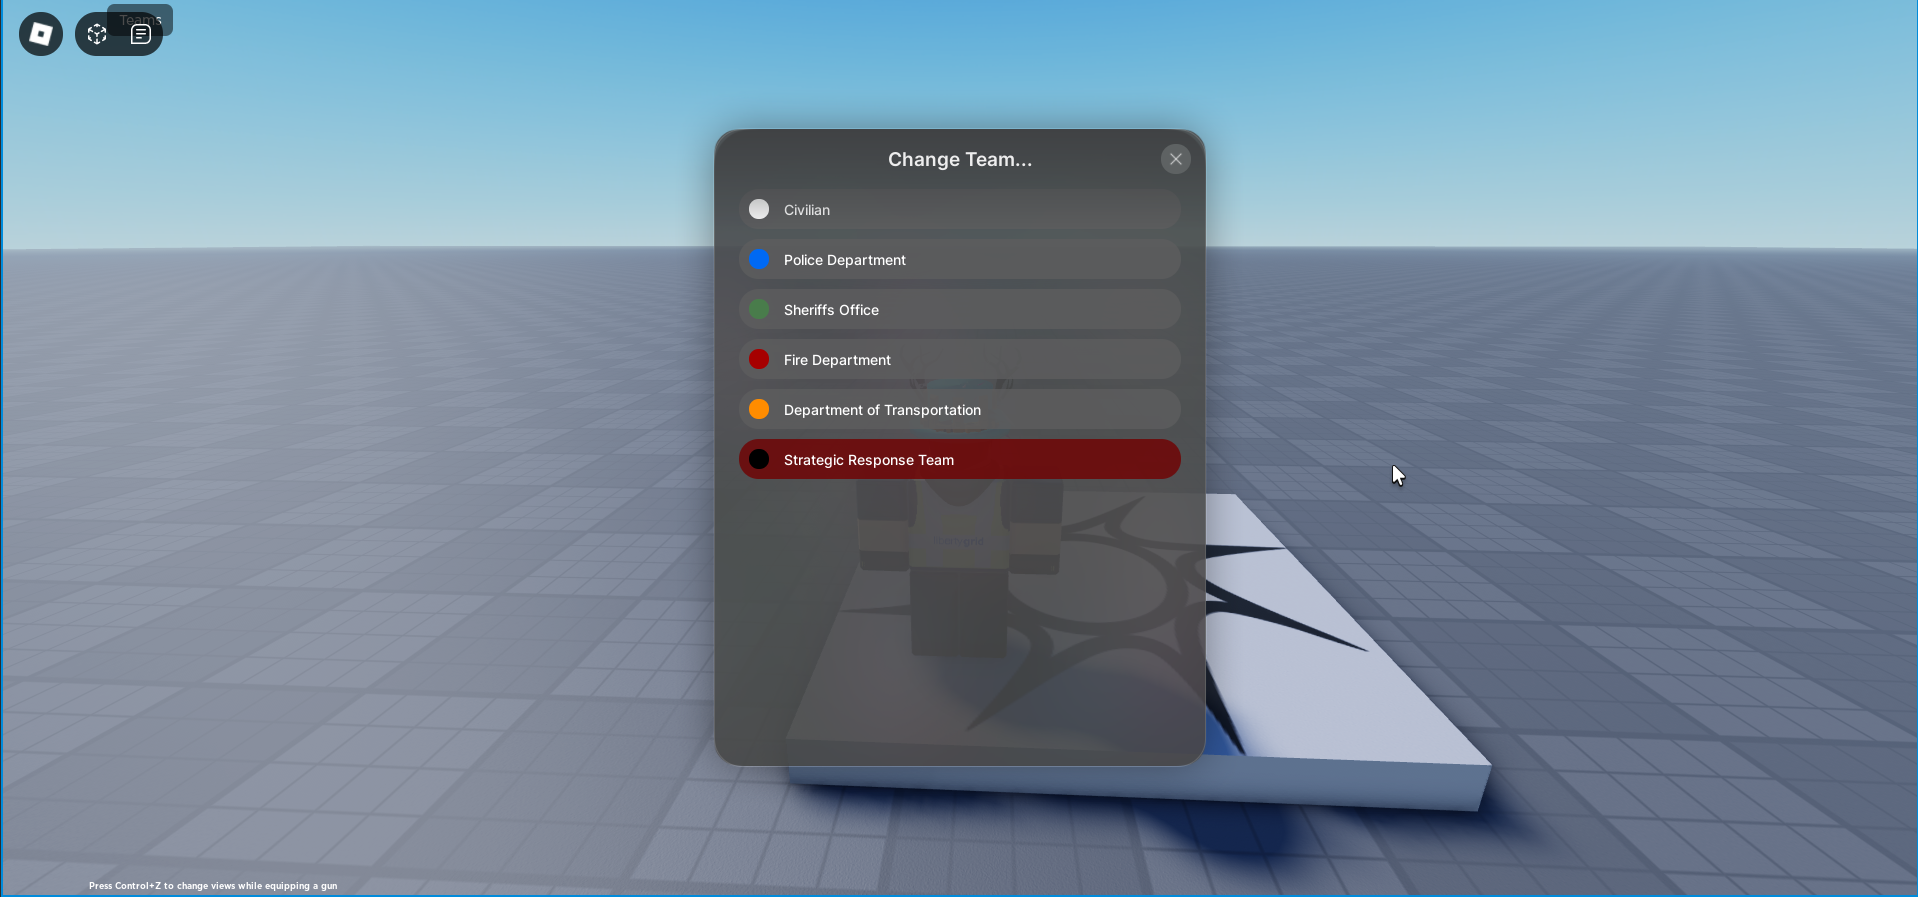 Teams
Change Team...
Civilian
Police Department
Sheriffs Office
Fire Department
Department of Transportation
Strategic Response Team
Press Control+Z to change views while equipping a gun